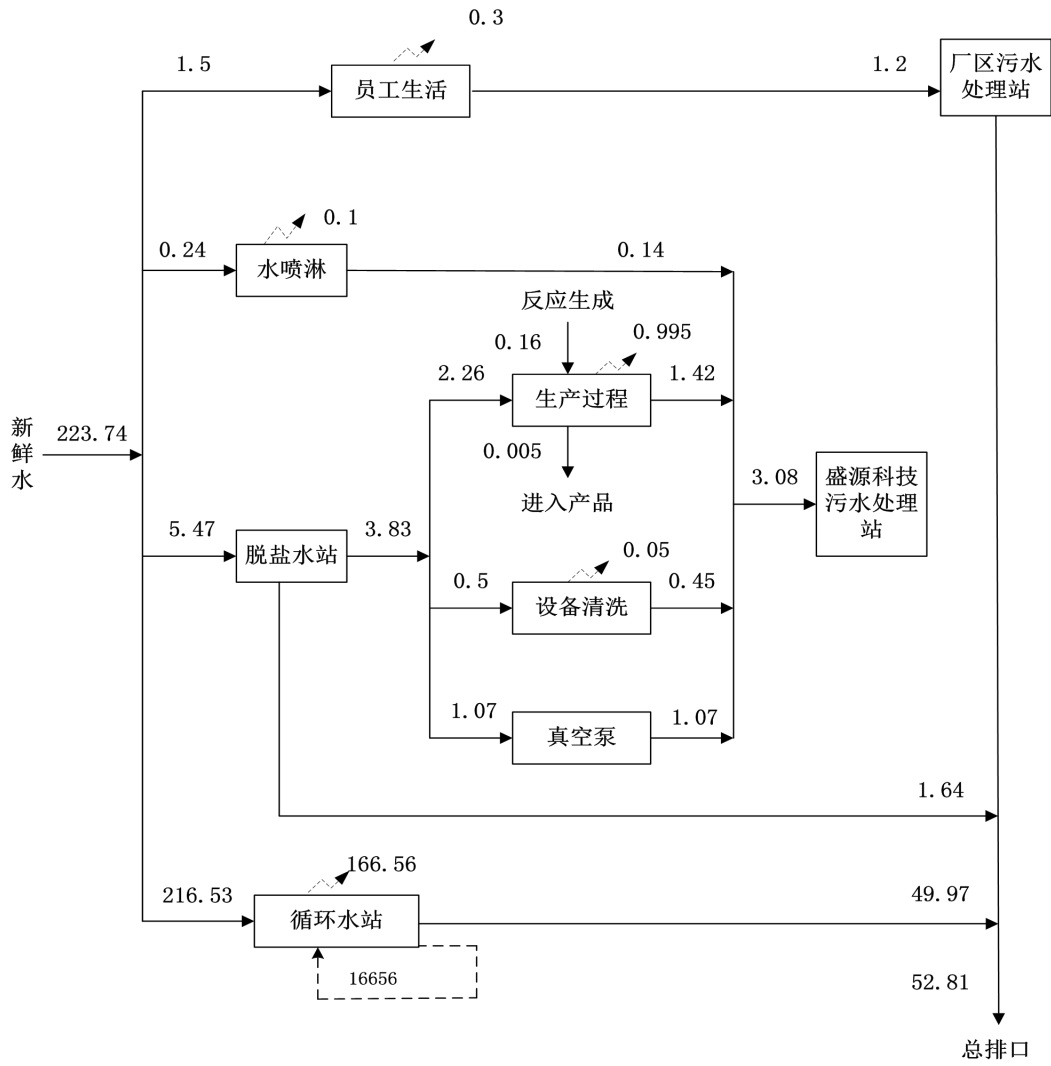 0.3
1.5
员工生活
1.2
厂区污水
处理站
0.1
0.24
水喷淋
0.14
反应生成
0.16
0.995
2.26
生产过程
1.42
新
鲜
水
223.74
0.005
进入产品
3.08
盛源科技
污水处理
站
5.47
脱盐水站
3.83
0.05
0.5
设备清洗
0.45
1.07
真空泵
1.07
1.64
166.56
216.53
循环水站
49.97
16656
52.81
总排口